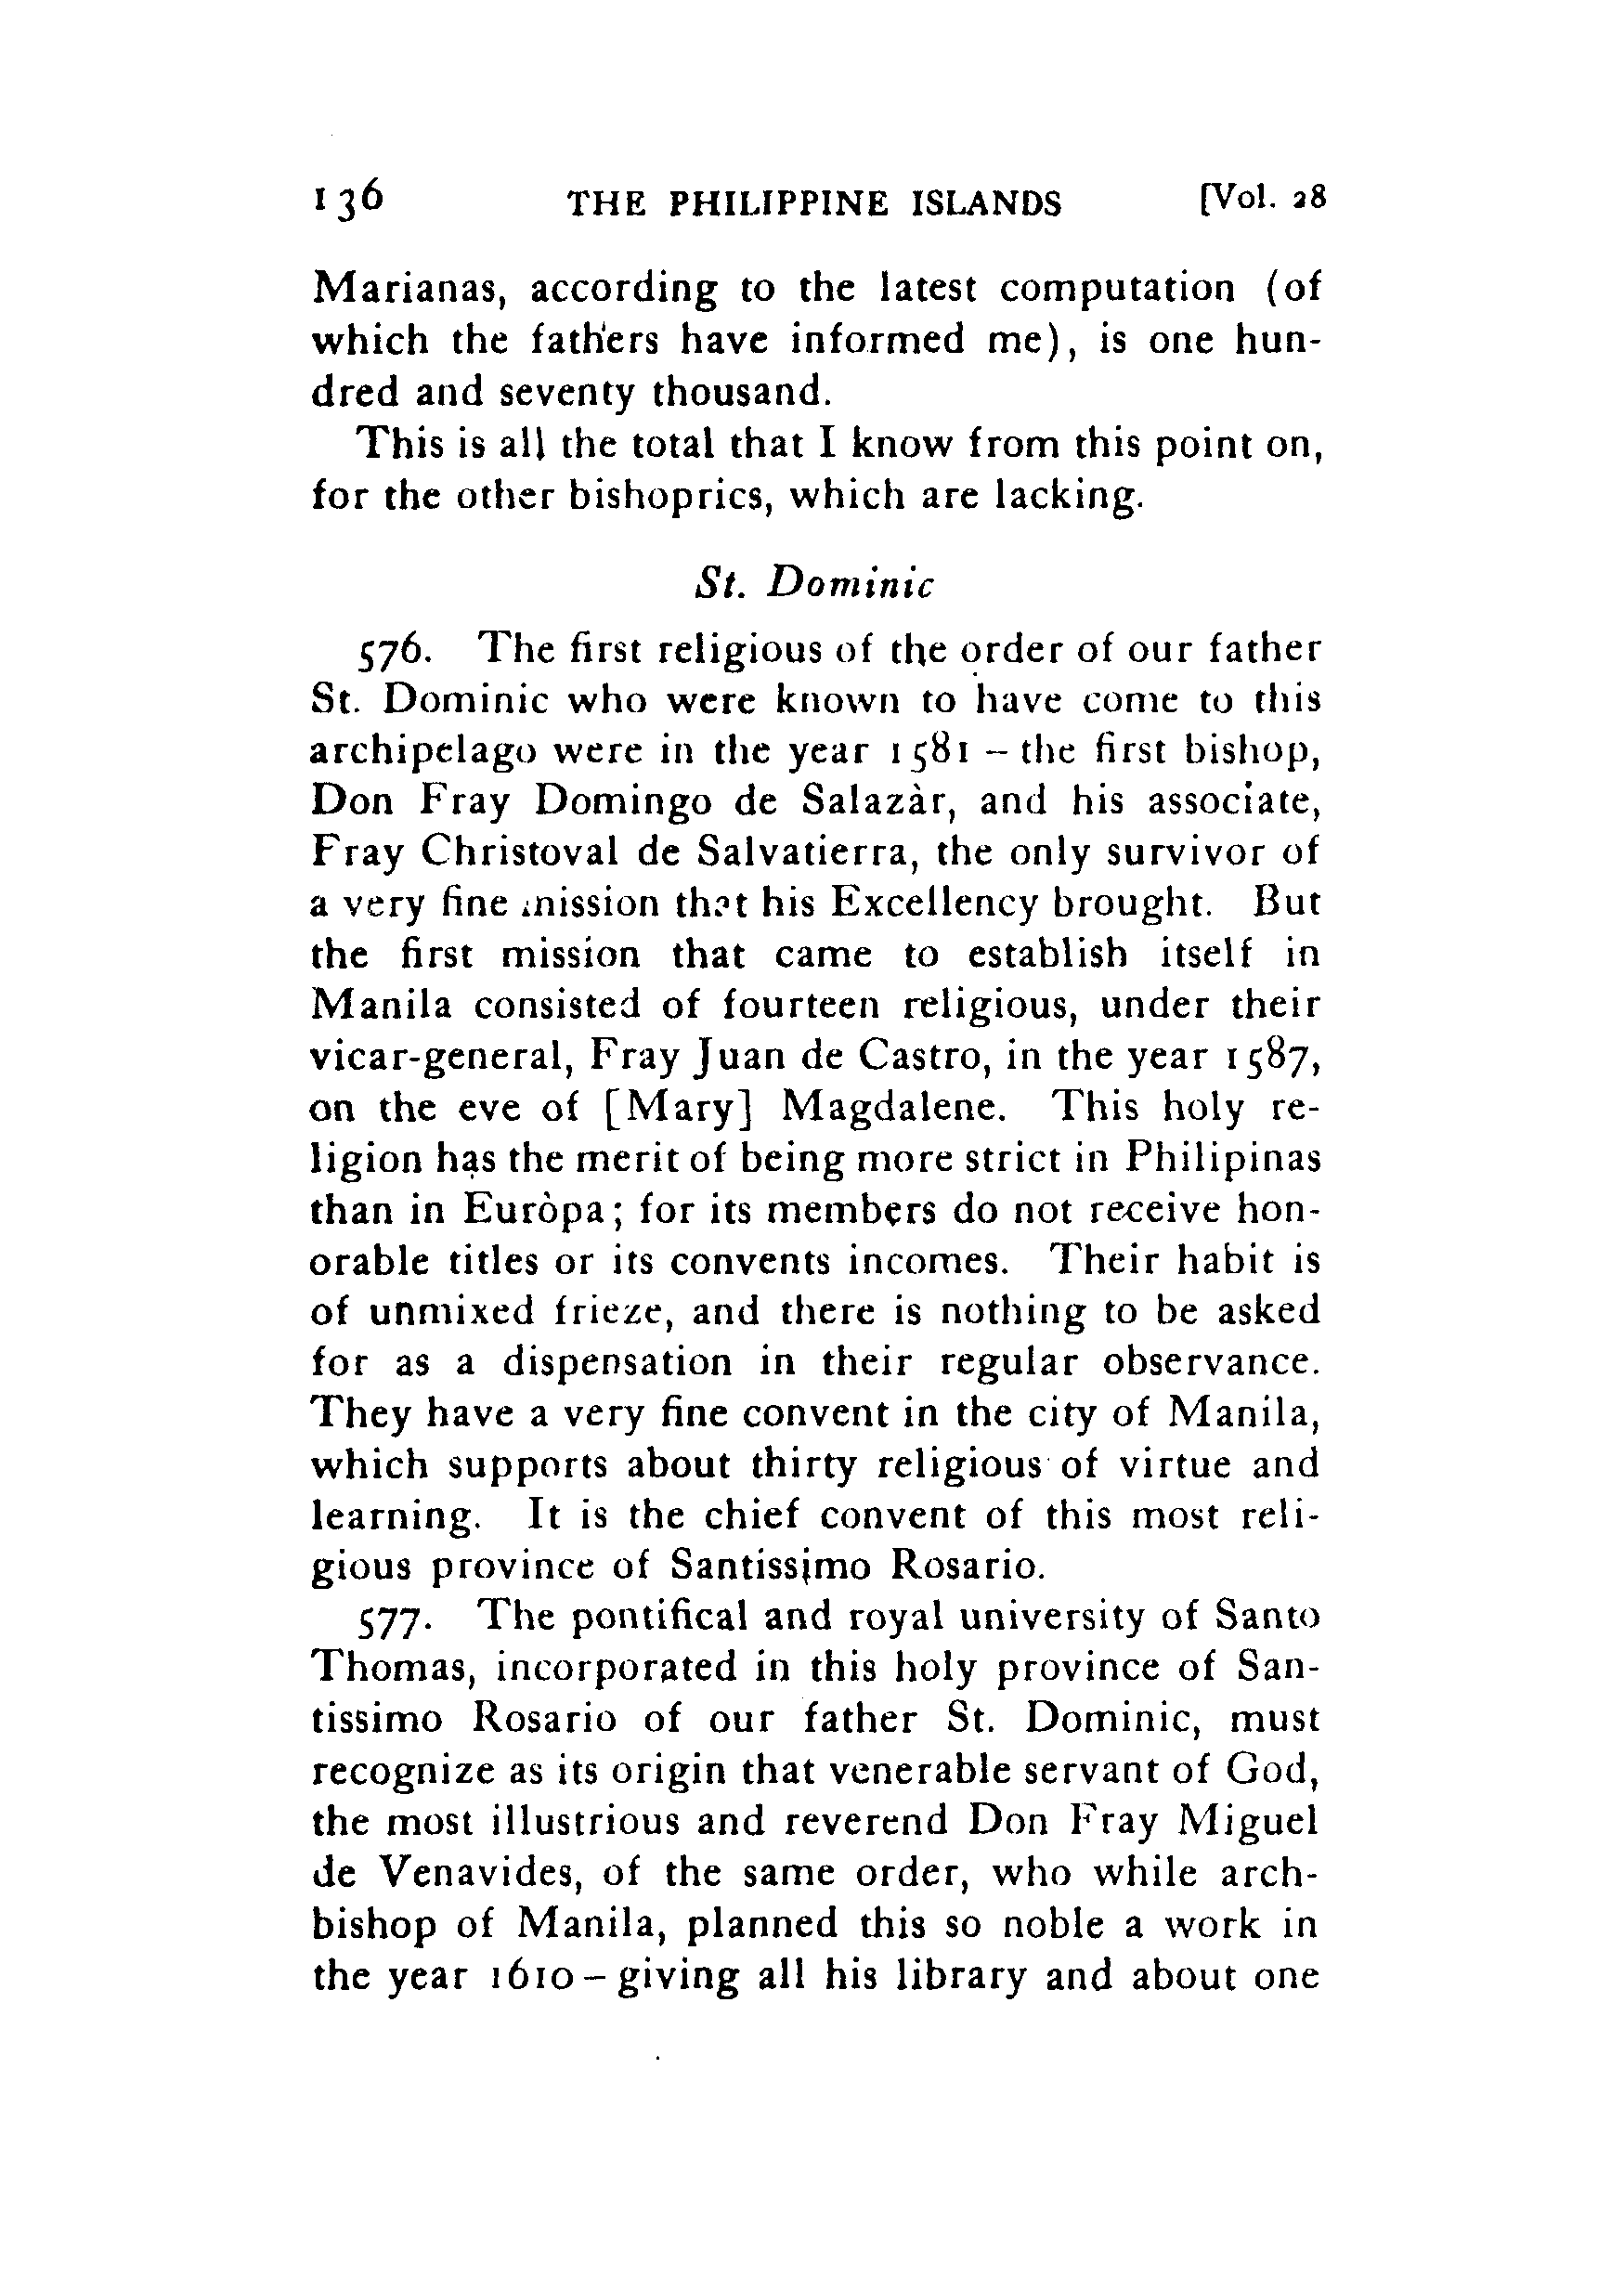 136 THE PHILIPPINE ISLANDS [Vol. 28
Marianas, according to the latest computation (of
which the fathers have informed me), is one hun-
dred and seventy thousand.
This is all the total that I know from this point on,
for the other bishoprics, which are lacking.
St. Dominic
576. The first religious of the order of our father
St. Dominic who were known to have come to this
archipelago were in the year 1581 – the first bishop,
Don Fray Domingo de Salazàr, and his associate,
Fray Christoval de Salvatierra, the only survivor of
a very fine mission that his Excellency brought. But
the first mission that came to establish itself in
Manila consisted of fourteen religious, under their
vicar-general, Fray Juan de Castro, in the year 1587,
on the eve of [Mary] Magdalene. This holy re-
ligion has the merit of being more strict in Philipinas
than in Euròpa; for its members do not receive hon-
orable titles or its convents incomes. Their habit is
of unmixed frieze, and there is nothing to be asked
for as a dispensation in their regular observance.
They have a very fine convent in the city of Manila,
which supports about thirty religious of virtue and
learning. It is the chief convent of this most reli-
gious province of Santissimo Rosario.
577. The pontifical and royal university of Santo
Thomas, incorporated in this holy province of San-
tissimo Rosario of our father St. Dominic, must
recognize as its origin that venerable servant of God,
the most illustrious and reverend Don Fray Miguel
de Venavides, of the same order, who while arch-
bishop of Manila, planned this so noble a work in
the year 1610 – giving all his library and about one